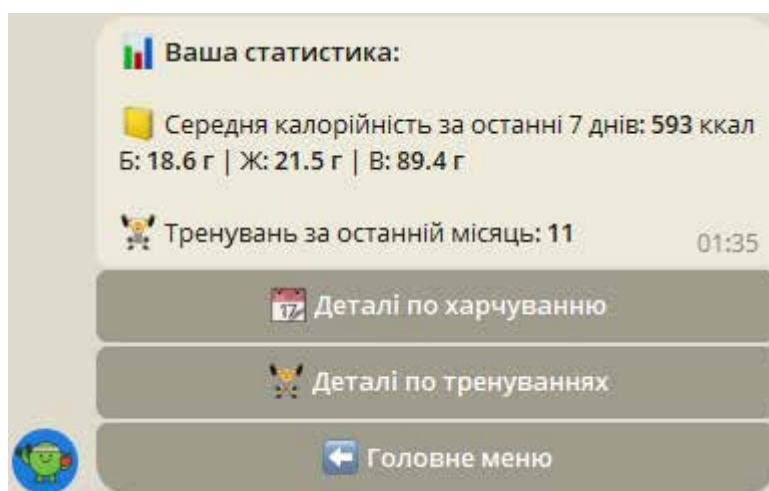 📊 Ваша статистика:
📒 Середня калорійність за останні 7 днів: 593 ккал
Б: 18.6 г | Ж: 21.5 г | В: 89.4 г
🏋️ Тренувань за останній місяць: 11
01:35
📅 Деталі по харчуванню
🏋️ Деталі по тренуваннях
⬅️ Головне меню